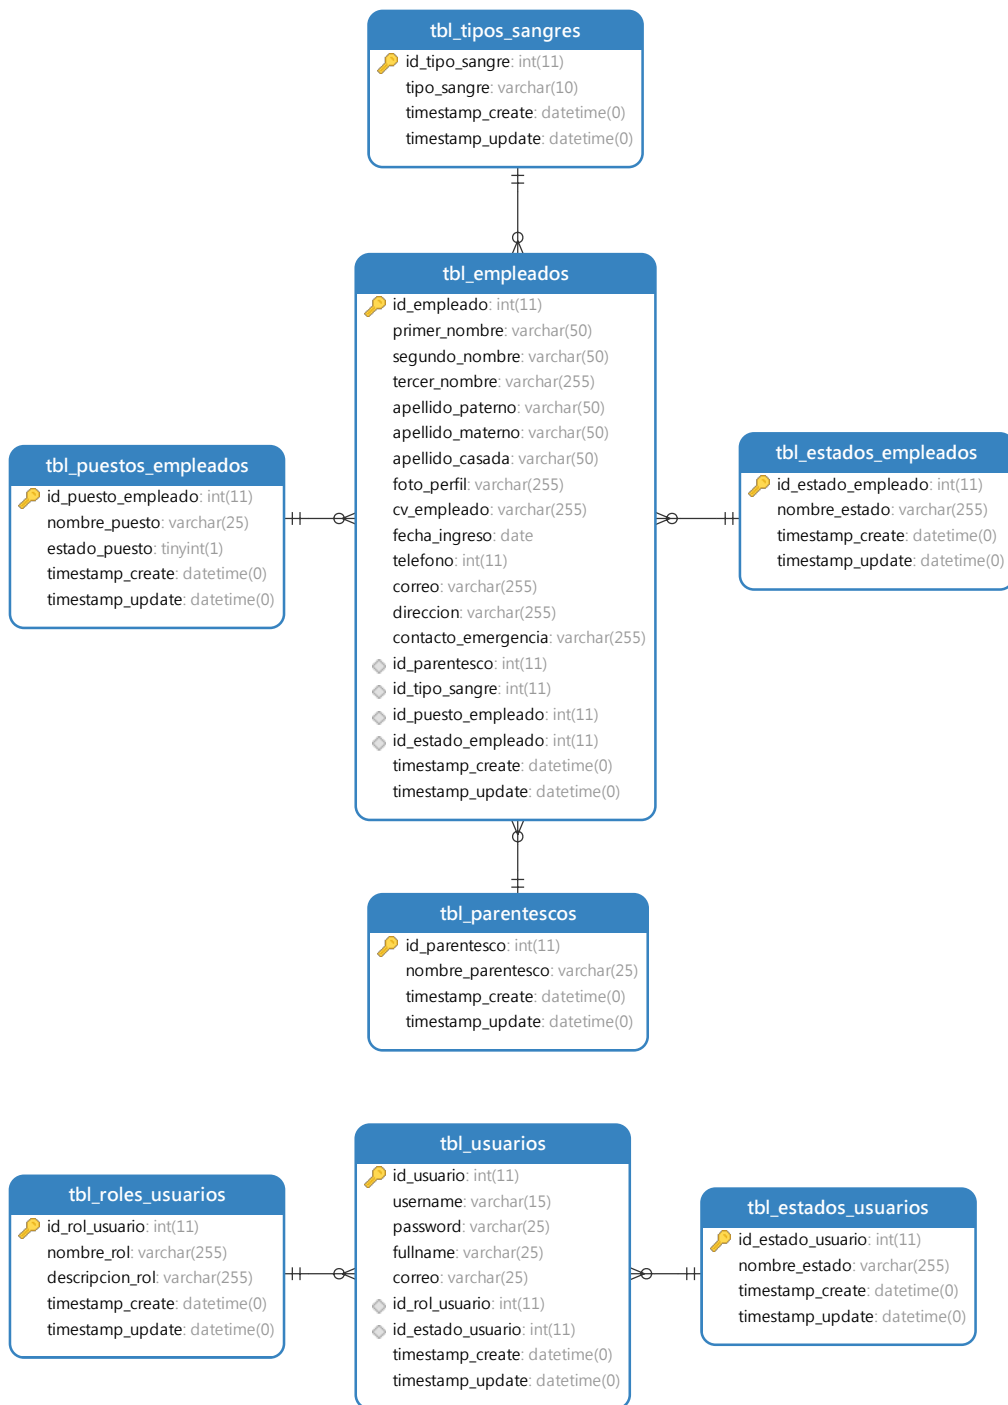 tbl_tipos_sangres
id_tipo_sangre: int(11)
tipo_sangre: varchar(10)
timestamp_create: datetime(0)
timestamp_update: datetime(0)
tbl_empleados
id_empleado: int(11)
primer_nombre: varchar(50)
segundo_nombre: varchar(50)
tercer_nombre: varchar(255)
apellido_paterno: varchar(50)
apellido_materno: varchar(50)
apellido_casada: varchar(50)
foto_perfil: varchar(255)
cv_empleado: varchar(255)
fecha_ingreso: date
telefono: int(11)
correo: varchar(255)
direccion: varchar(255)
contacto_emergencia: varchar(255)
id_parentesco: int(11)
id_tipo_sangre: int(11)
id_puesto_empleado: int(11)
id_estado_empleado: int(11)
timestamp_create: datetime(0)
timestamp_update: datetime(0)
tbl_puestos_empleados
id_puesto_empleado: int(11)
nombre_puesto: varchar(25)
estado_puesto: tinyint(1)
timestamp_create: datetime(0)
timestamp_update: datetime(0)
tbl_estados_empleados
id_estado_empleado: int(11)
nombre_estado: varchar(255)
timestamp_create: datetime(0)
timestamp_update: datetime(0)
tbl_parentescos
id_parentesco: int(11)
nombre_parentesco: varchar(25)
timestamp_create: datetime(0)
timestamp_update: datetime(0)
tbl_usuarios
id_usuario: int(11)
username: varchar(15)
password: varchar(25)
fullname: varchar(25)
correo: varchar(25)
id_rol_usuario: int(11)
id_estado_usuario: int(11)
timestamp_create: datetime(0)
timestamp_update: datetime(0)
tbl_roles_usuarios
id_rol_usuario: int(11)
nombre_rol: varchar(255)
descripcion_rol: varchar(255)
timestamp_create: datetime(0)
timestamp_update: datetime(0)
tbl_estados_usuarios
id_estado_usuario: int(11)
nombre_estado: varchar(255)
timestamp_create: datetime(0)
timestamp_update: datetime(0)